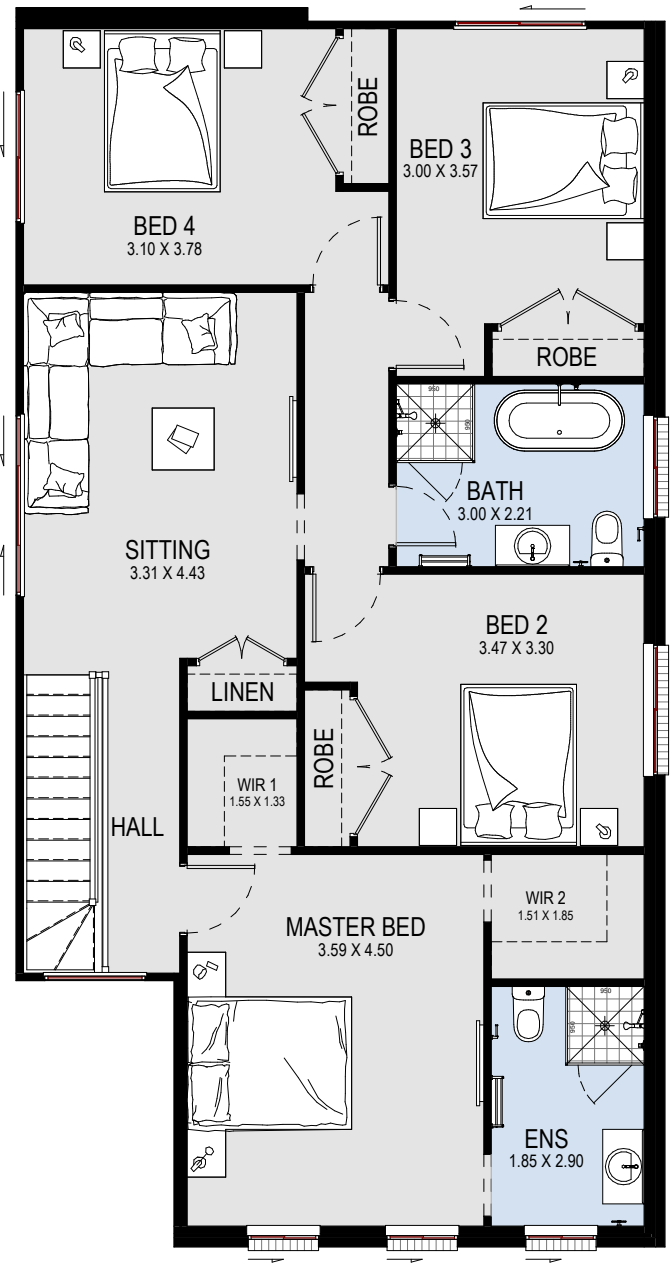 ROBE
BED 3
3.00 X 3.57
BED 4
3.10 X 3.78
ROBE
950
950
BATH
3.00 X 2.21
SITTING
3.31 X 4.43
BED 2
3.47 X 3.30
LINEN
ROBE
WIR 1
1.55 X 1.33
HALL
WIR 2
1.51 X 1.85
MASTER BED
3.59 X 4.50
950
950
ENS
1.85 X 2.90